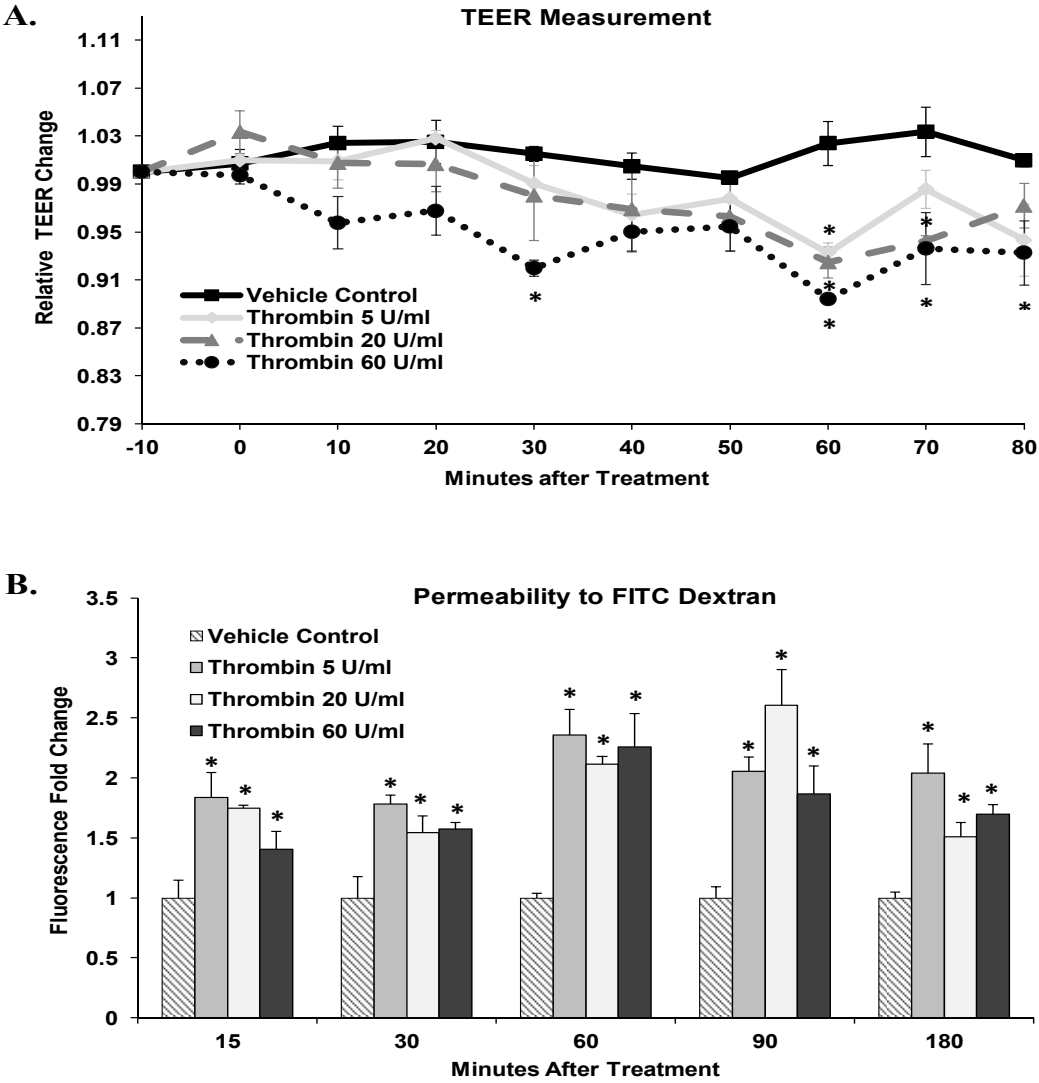 A.
TEER Measurement
1.11
1.07
1.03
0.99
0.95
0.91
0.87
0.83
0.79
Relative TEER Change
Vehicle Control
Thrombin 5 U/ml
Thrombin 20 U/ml
Thrombin 60 U/ml
*
*
*
*
*
*
*
-10 0 10 20 30 40 50 60 70 80
Minutes after Treatment
B.
Permeability to FITC Dextran
3.5
3
2.5
2
1.5
1
0.5
0
Fluorescence Fold Change
Vehicle Control
Thrombin 5 U/ml
Thrombin 20 U/ml
Thrombin 60 U/ml
* * *
* * *
* * *
* * *
* * *
15 30 60 90 180
Minutes After Treatment